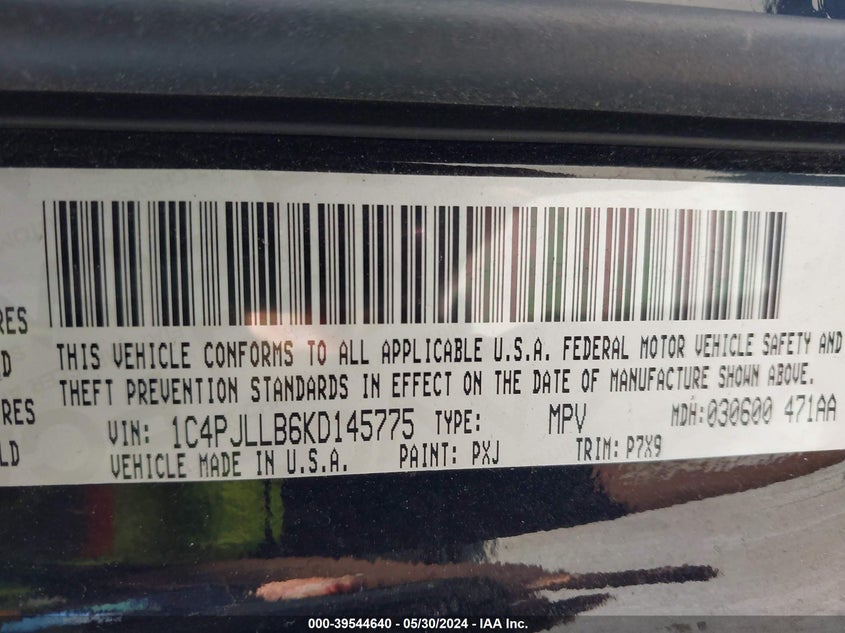 THIS VEHICLE CONFORMS TO ALL APPLICABLE U.S.A. FEDERAL MOTOR VEHICLE SAFETY AND
THEFT PREVENTION STANDARDS IN EFFECT ON THE DATE OF MANUFACTURE SHOWN ABOVE.
RES
D
VIN: 1C4PJLLB6KD145775 TYPE: MPV MDH:030600 471AA
RES
VEHICLE MADE IN U.S.A. PAINT: PXJ TRIM: P7X9
LD
000-39544640 - 05/30/2024 - IAA Inc.